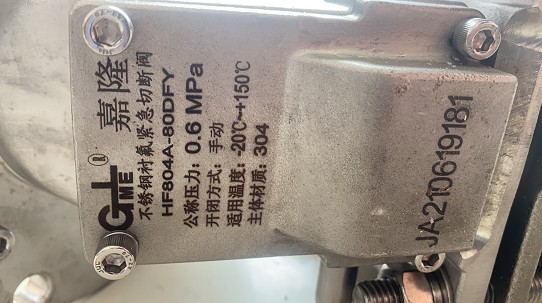 GME ® 嘉隆
不锈钢衬氟紧急切断阀
HF804A-80DFY
公称压力：0.6 MPa
开闭方式：手动
适用温度：-20℃~+150℃
主体材质：304
JA210619181